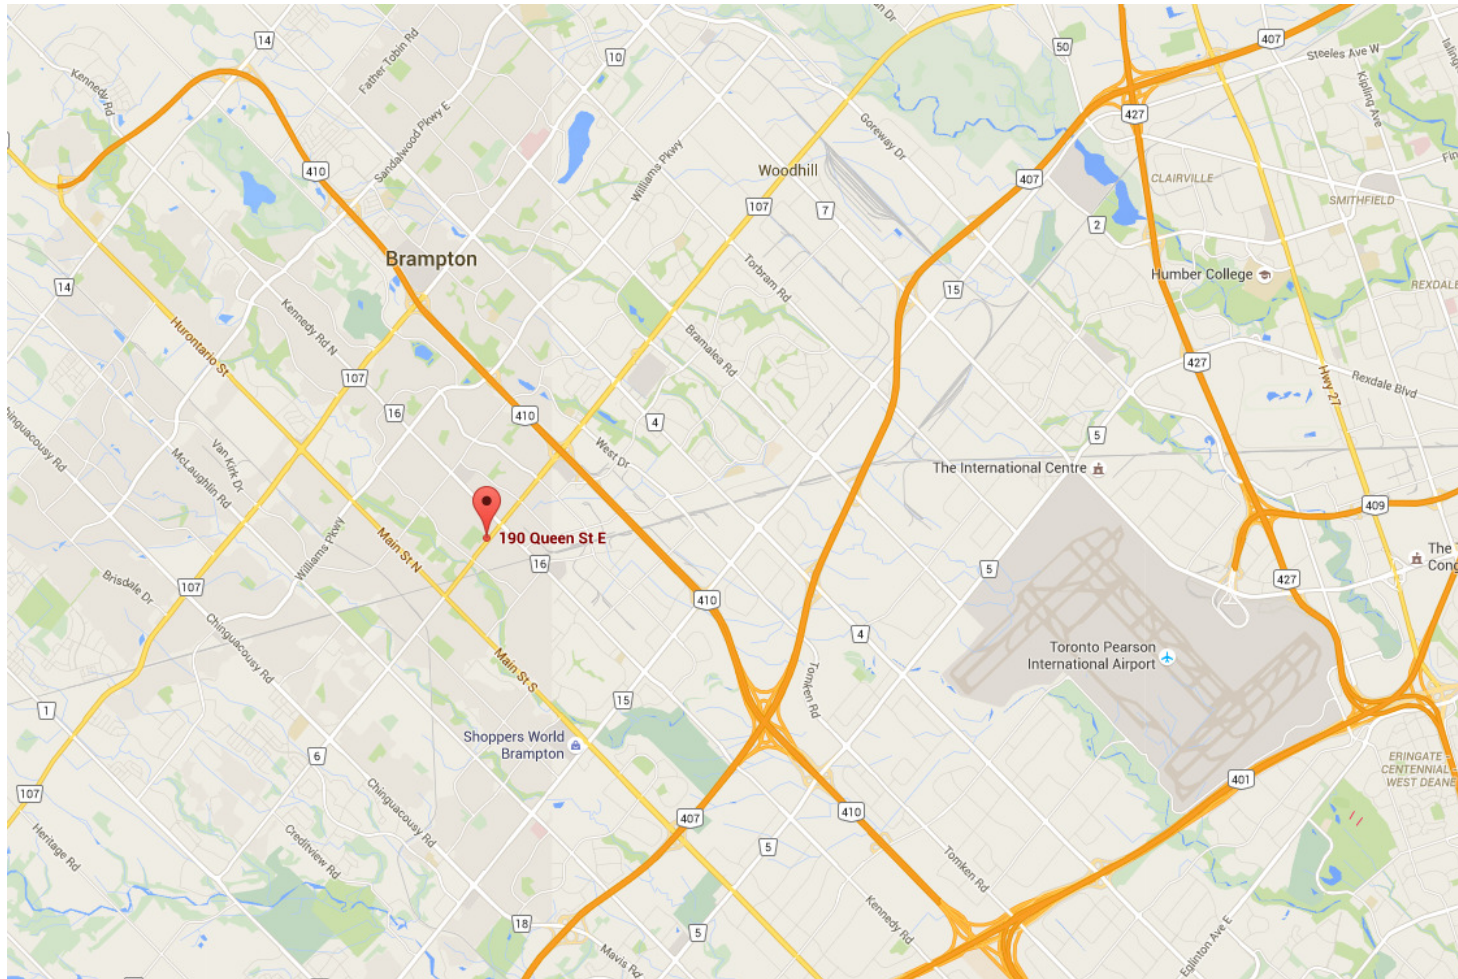 14
Kennedy Rd
Father Tobin Rd
10
50
407
Steeles Ave W
Kipling Ave
427
Sandalwood Pkwy E
Goreway Dr
Williams Pkwy
Woodhill
410
407
CLAIRVILLE
SMITHFIELD
107
7
2
Brampton
Torbram Rd
Humber College
REXDALE
14
15
Kennedy Rd N
Hurontario St
Bramalea Rd
427
Hwy 27
Rexdale Blvd
107
16
410
4
West Dr
5
Van Kirk Dr
McLaughlin Rd
The International Centre
409
190 Queen St E
Main St N
Williams Pkwy
16
5
427
Brisdale Dr
107
410
Chinguacousy Rd
4
Toronto Pearson
International Airport
Main St S
Tomken Rd
1
15
Shoppers World
Brampton
6
ERINGATE -
CENTENNIAL -
WEST DEANE
401
107
Chinguacousy Rd
407
410
5
Heritage Rd
Creditview Rd
Tomken Rd
Kennedy Rd
18
5
Mavis Rd
Eglinton Ave E